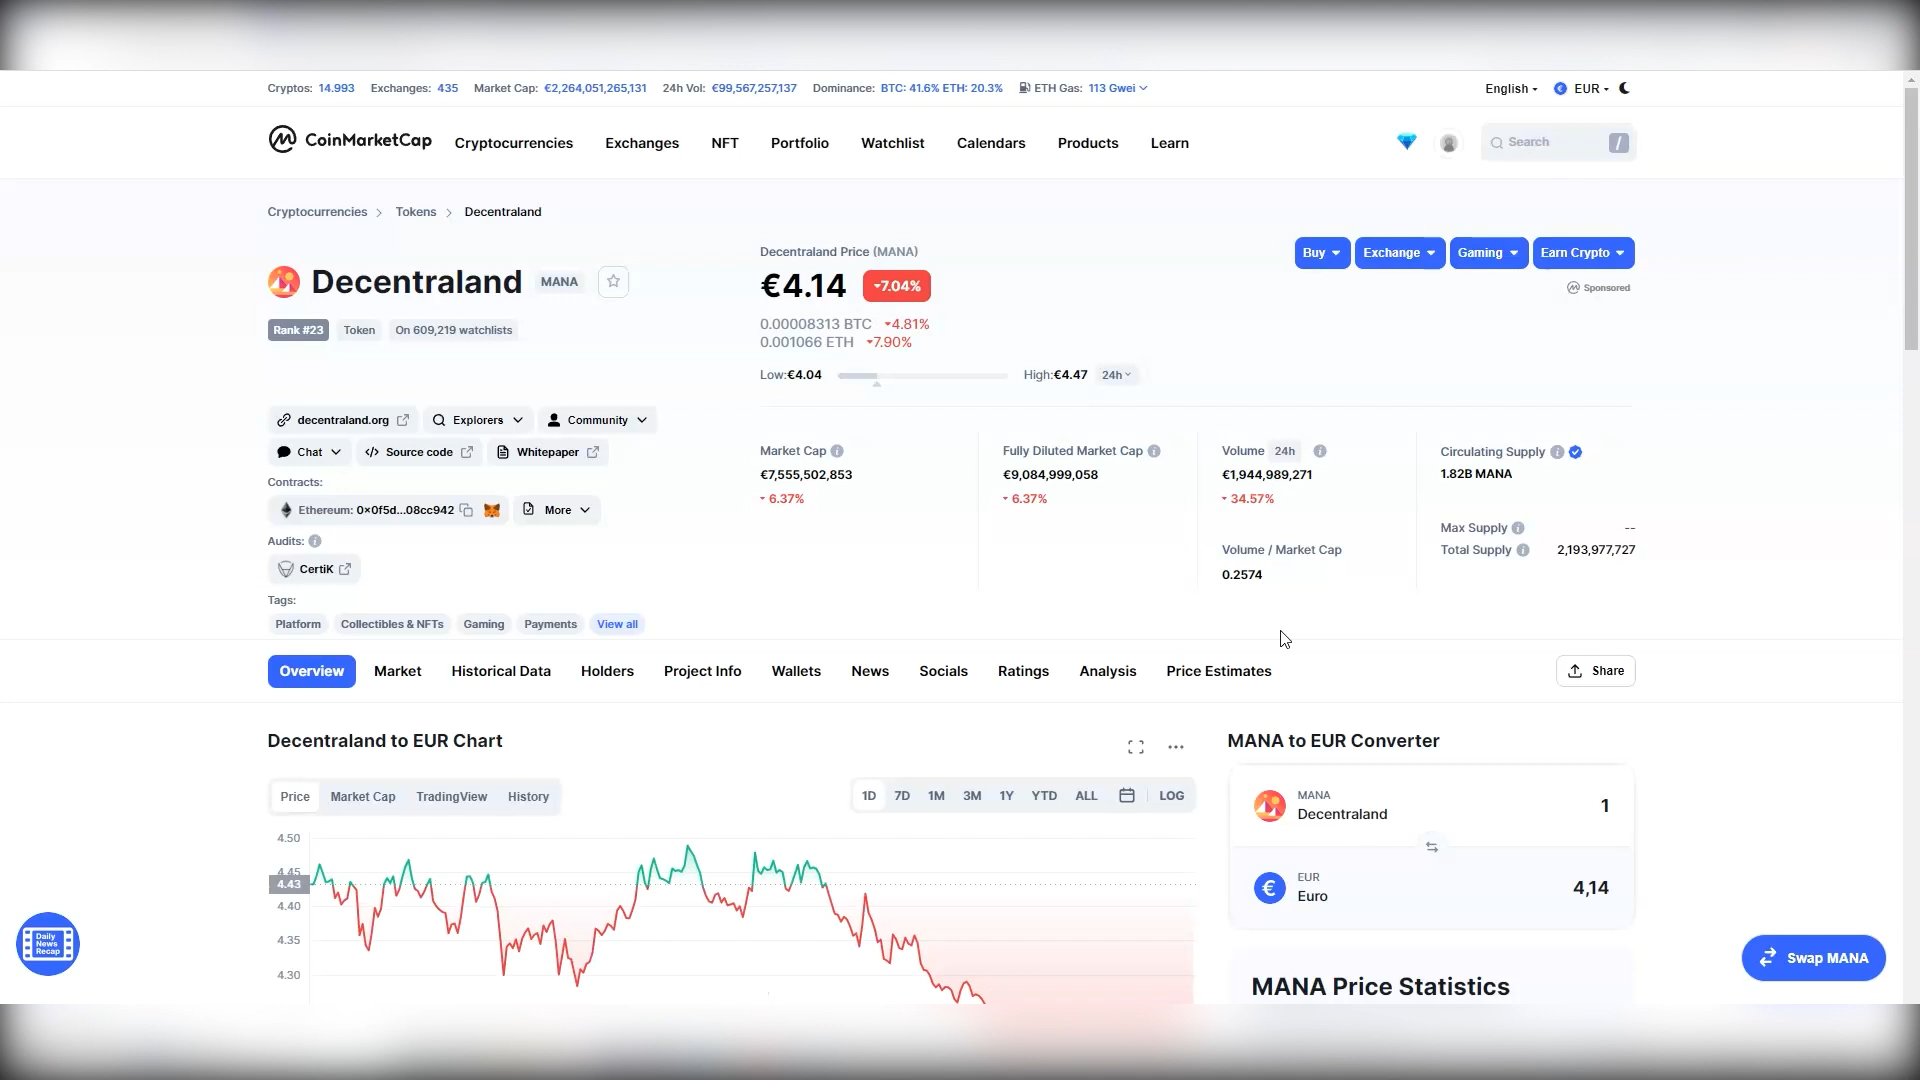 Cryptos: 14.993 Exchanges: 435 Market Cap: €2,264,051,265,131 24h Vol: €99,567,257,137 Dominance: BTC: 41.6% ETH: 20.3% ETH Gas: 113 Gwei English EUR
CoinMarketCap Cryptocurrencies Exchanges NFT Portfolio Watchlist Calendars Products Learn Search /
Cryptocurrencies > Tokens > Decentraland
Decentraland MANA
Rank #23 Token On 609,219 watchlists
decentraland.org Explorers Community
Chat Source code Whitepaper
Contracts:
Ethereum: 0x0f5d...08cc942 More
Audits:
CertiK
Tags:
Platform Collectibles & NFTs Gaming Payments View all
Decentraland Price (MANA)
€4.14 7.04%
0.00008313 BTC 4.81%
0.001066 ETH 7.90%
Low:€4.04 High:€4.47 24h
Buy Exchange Gaming Earn Crypto
Sponsored
Market Cap
€7,555,502,853
6.37%
Fully Diluted Market Cap
€9,084,999,058
6.37%
Volume 24h
€1,944,989,271
34.57%
Volume / Market Cap
0.2574
Circulating Supply
1.82B MANA
Max Supply --
Total Supply 2,193,977,727
Overview Market Historical Data Holders Project Info Wallets News Socials Ratings Analysis Price Estimates Share
Decentraland to EUR Chart
Price Market Cap TradingView History 1D 7D 1M 3M 1Y YTD ALL LOG
4.50
4.45
4.43
4.40
4.35
4.30
MANA to EUR Converter
MANA
Decentraland 1
EUR
Euro 4,14
MANA Price Statistics
Daily
News
Recap
Swap MANA